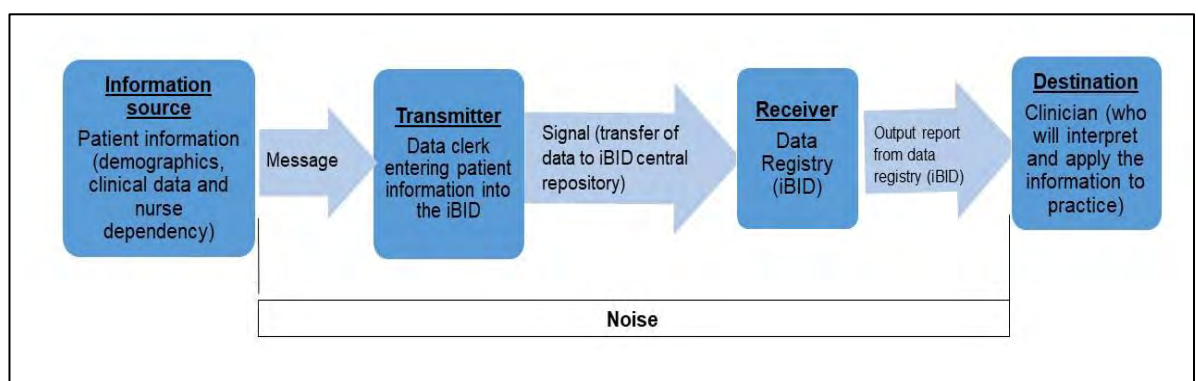 Information
source
Patient information
(demographics,
clinical data and
nurse
dependency)
Message
Transmitter
Data clerk
entering patient
information into
the iBID
Signal (transfer of
data to iBID central
repository)
Receiver
Data
Registry
(iBID)
Output report
from data
registry (iBID)
Destination
Clinician (who
will interpret
and apply the
information to
practice)
Noise